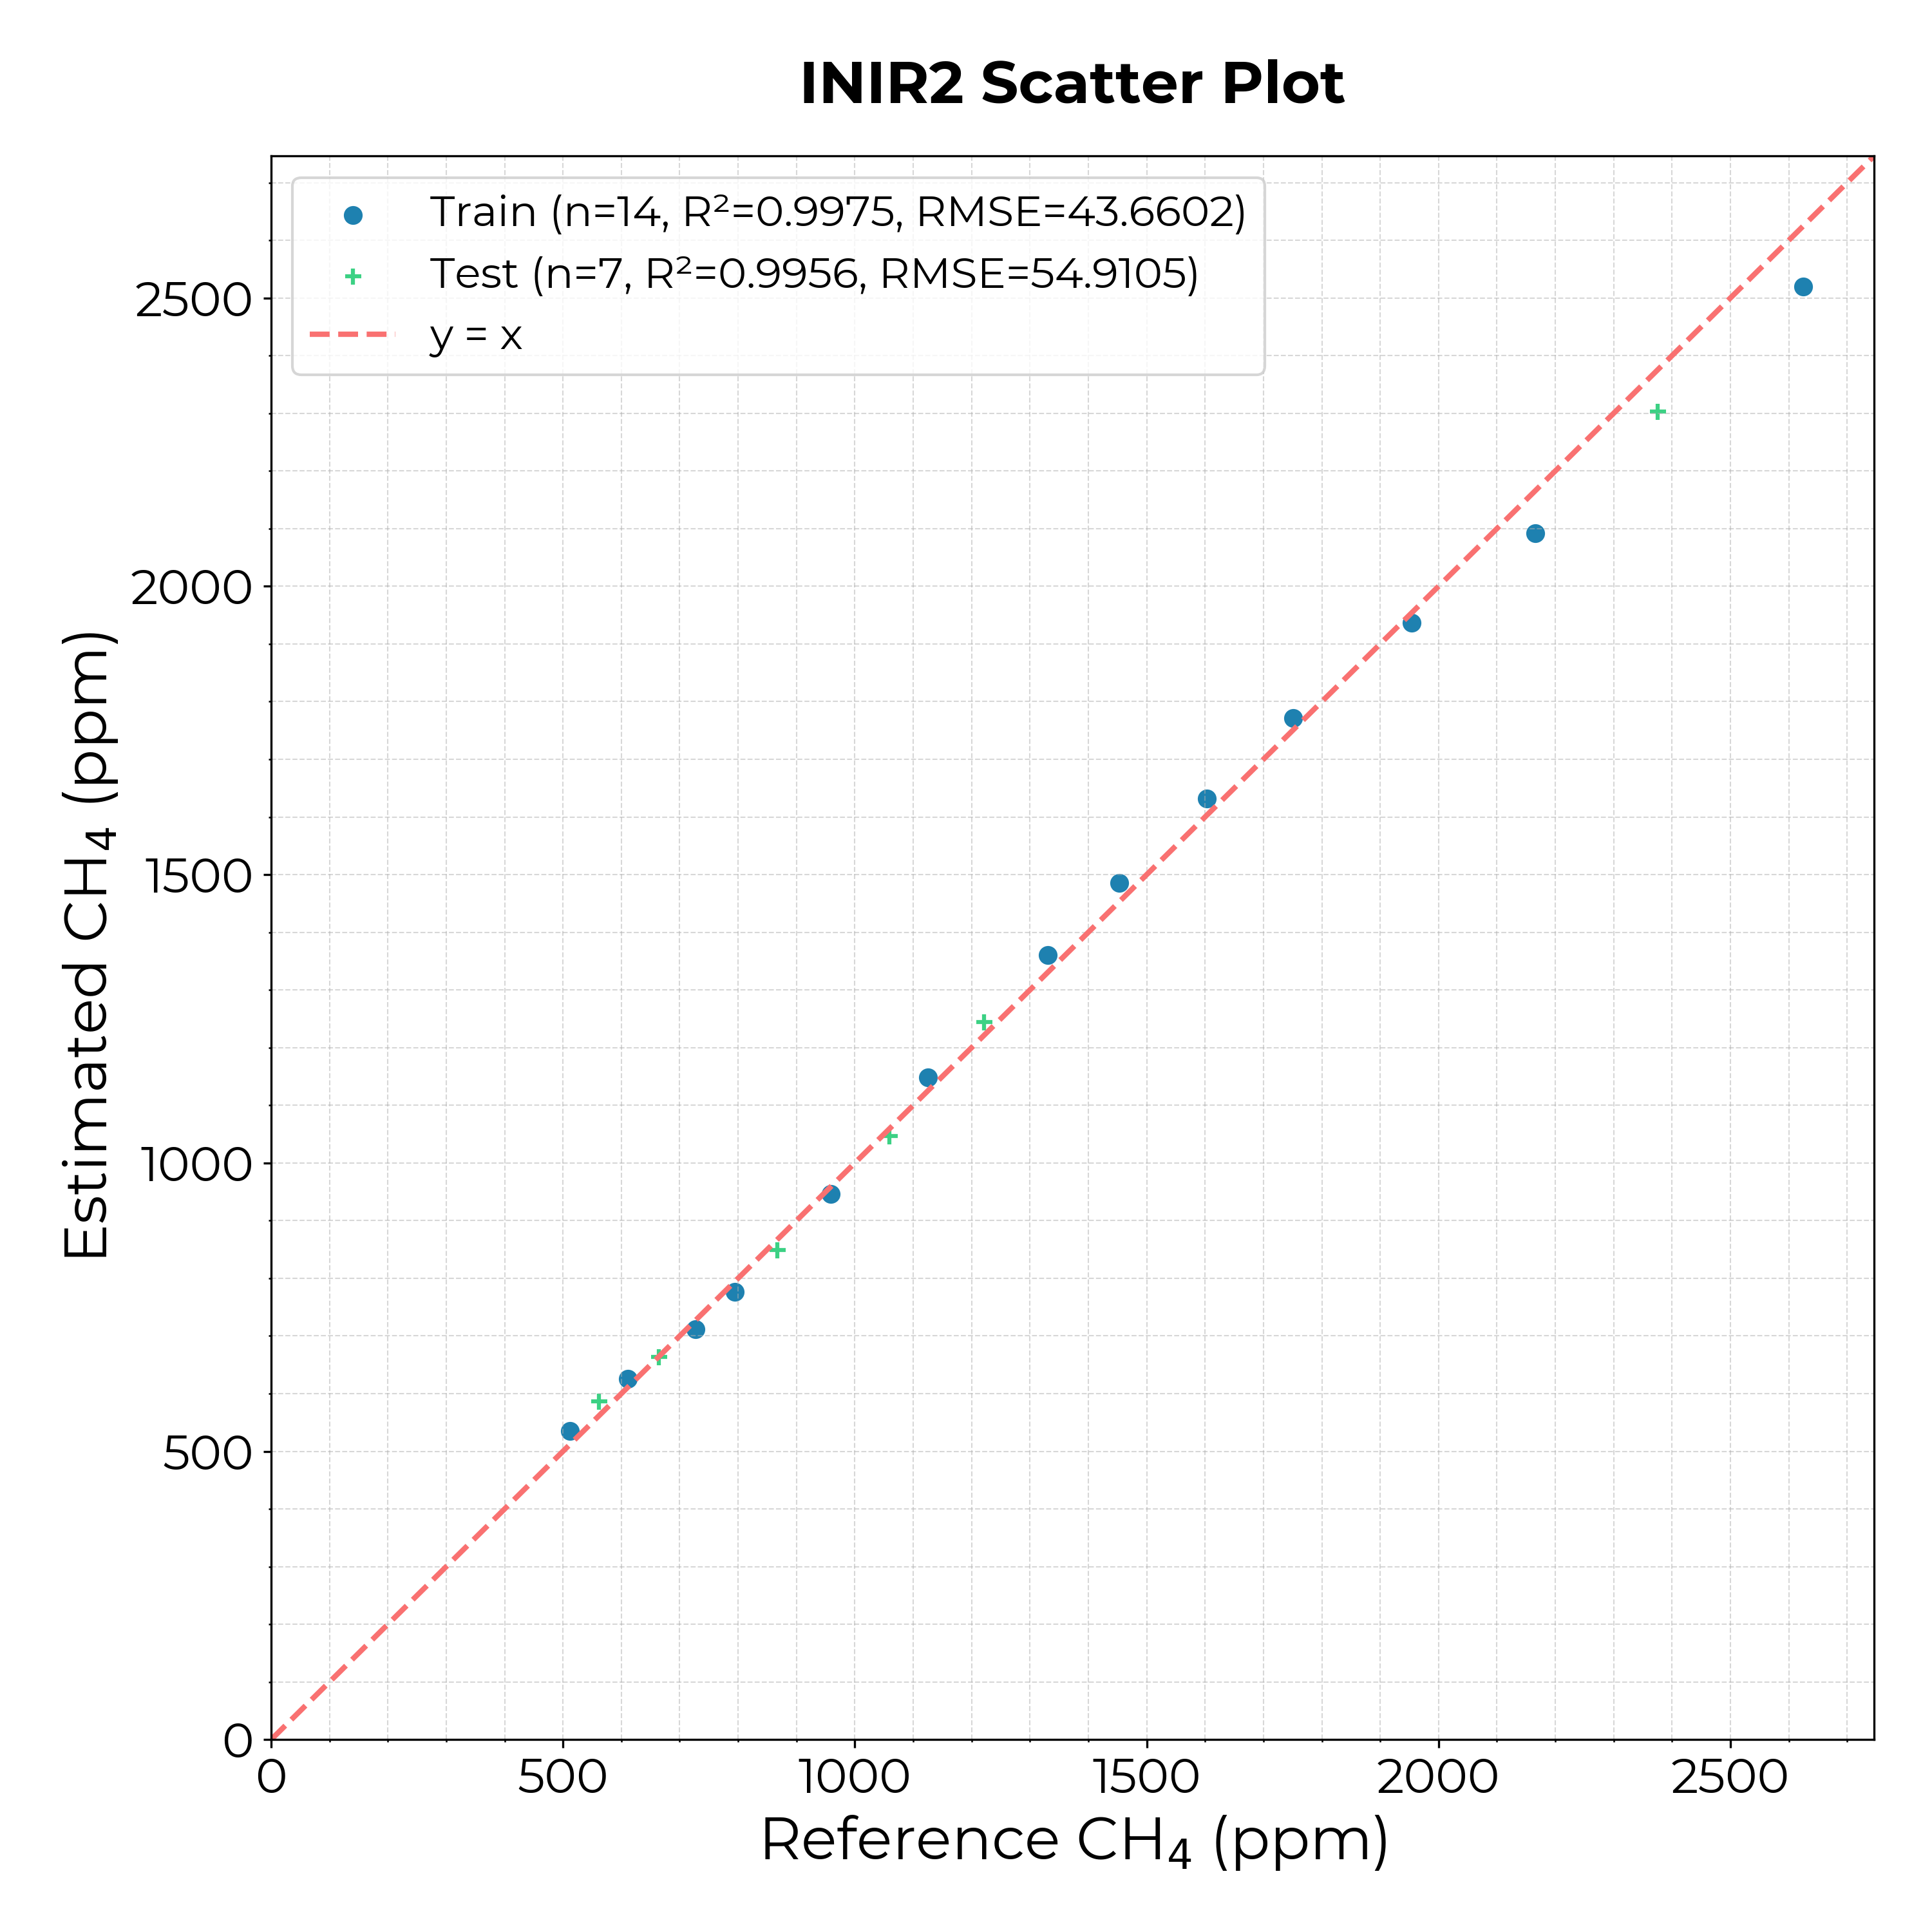 INIR2 Scatter Plot
Train (n=14, R²=0.9975, RMSE=43.6602)
Test (n=7, R²=0.9956, RMSE=54.9105)
y = x
Estimated CH₄ (ppm)
2500
2000
1500
1000
500
0
0 500 1000 1500 2000 2500
Reference CH₄ (ppm)